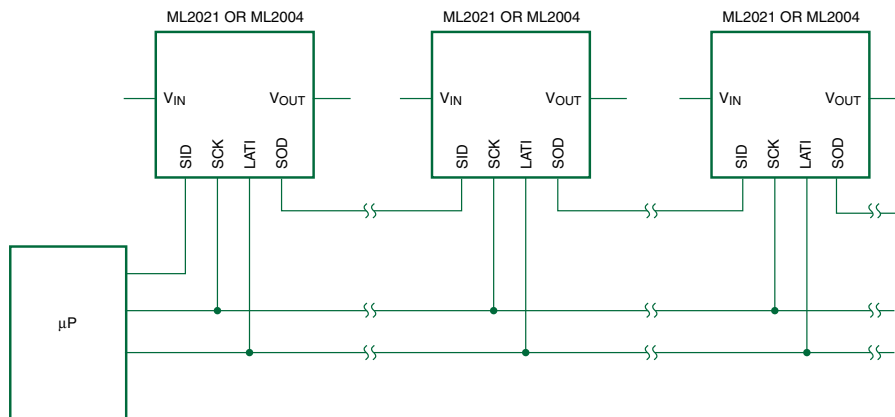 ML2021 OR ML2004 ML2021 OR ML2004 ML2021 OR ML2004
VIN VOUT VIN VOUT VIN VOUT
SID SCK LATI SOD SID SCK LATI SOD SID SCK LATI SOD
μP